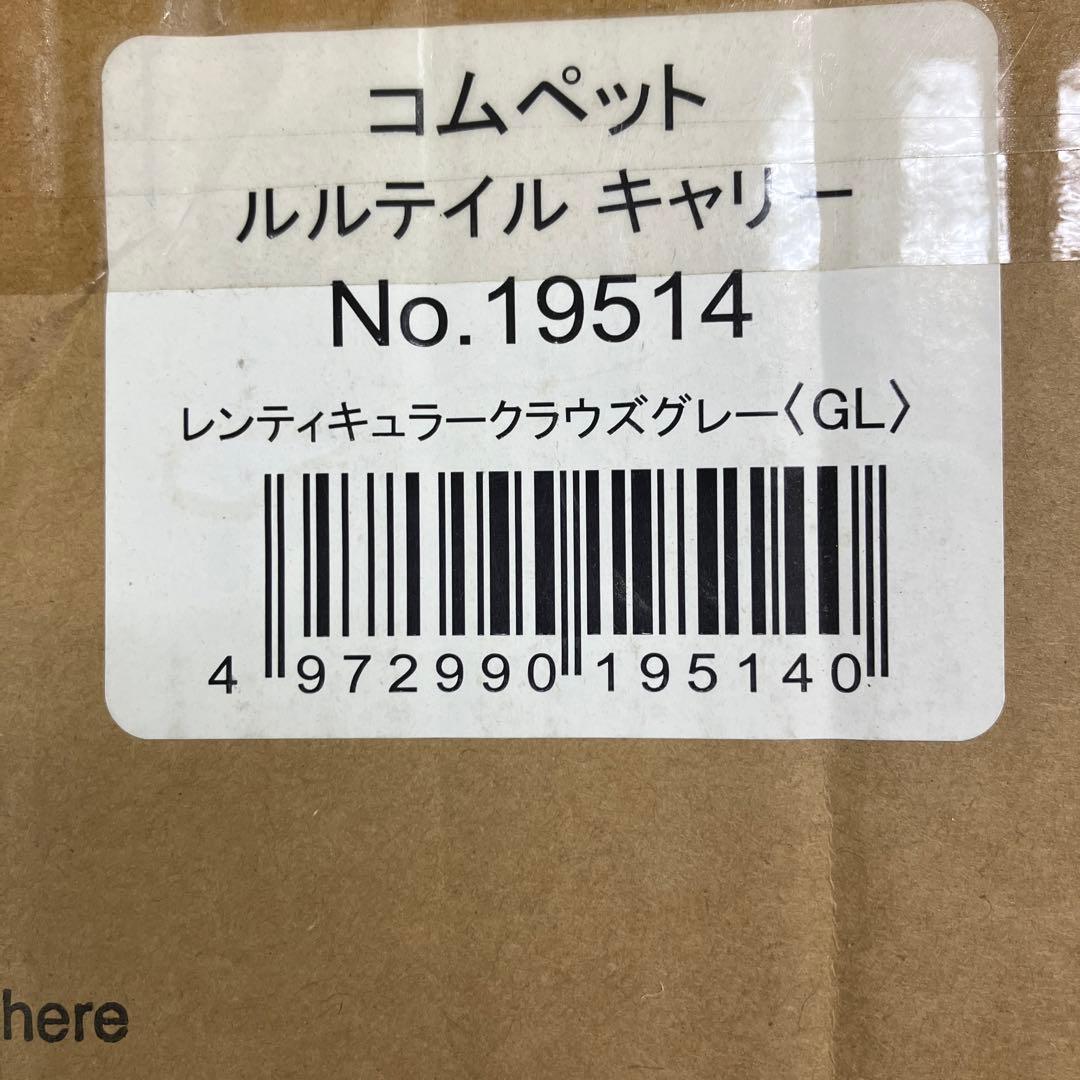 コムペット
ルルテイル キャリー
No.19514
レンティキュラークラウズグレー〈GL〉
4 972990 195140
here